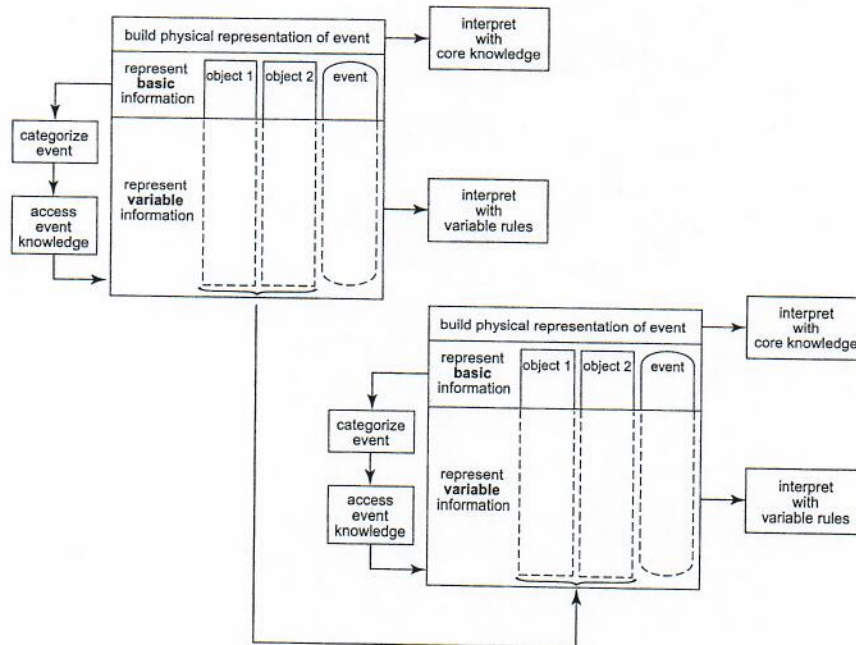 build physical representation of event
interpret
with
core knowledge
represent
basic
information
object 1
object 2
event
categorize
event
access
event
knowledge
represent
variable
information
interpret
with
variable rules
build physical representation of event
interpret
with
core knowledge
represent
basic
information
object 1
object 2
event
categorize
event
access
event
knowledge
represent
variable
information
interpret
with
variable rules